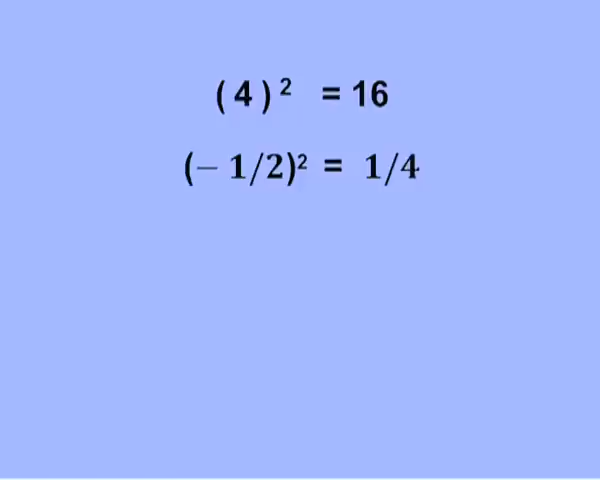 ( 4 ) ² = 16
(− 1/2)² = 1/4